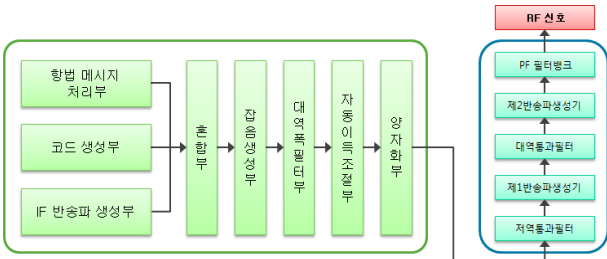 항법 메시지
처리부
코드 생성부
IF 반송파 생성부
혼합부
잡음생성부
대역폭필터부
자동이득조절부
양자화부
RF 신호
PF 필터뱅크
제2반송파생성기
대역통과필터
제1반송파생성기
저역통과필터